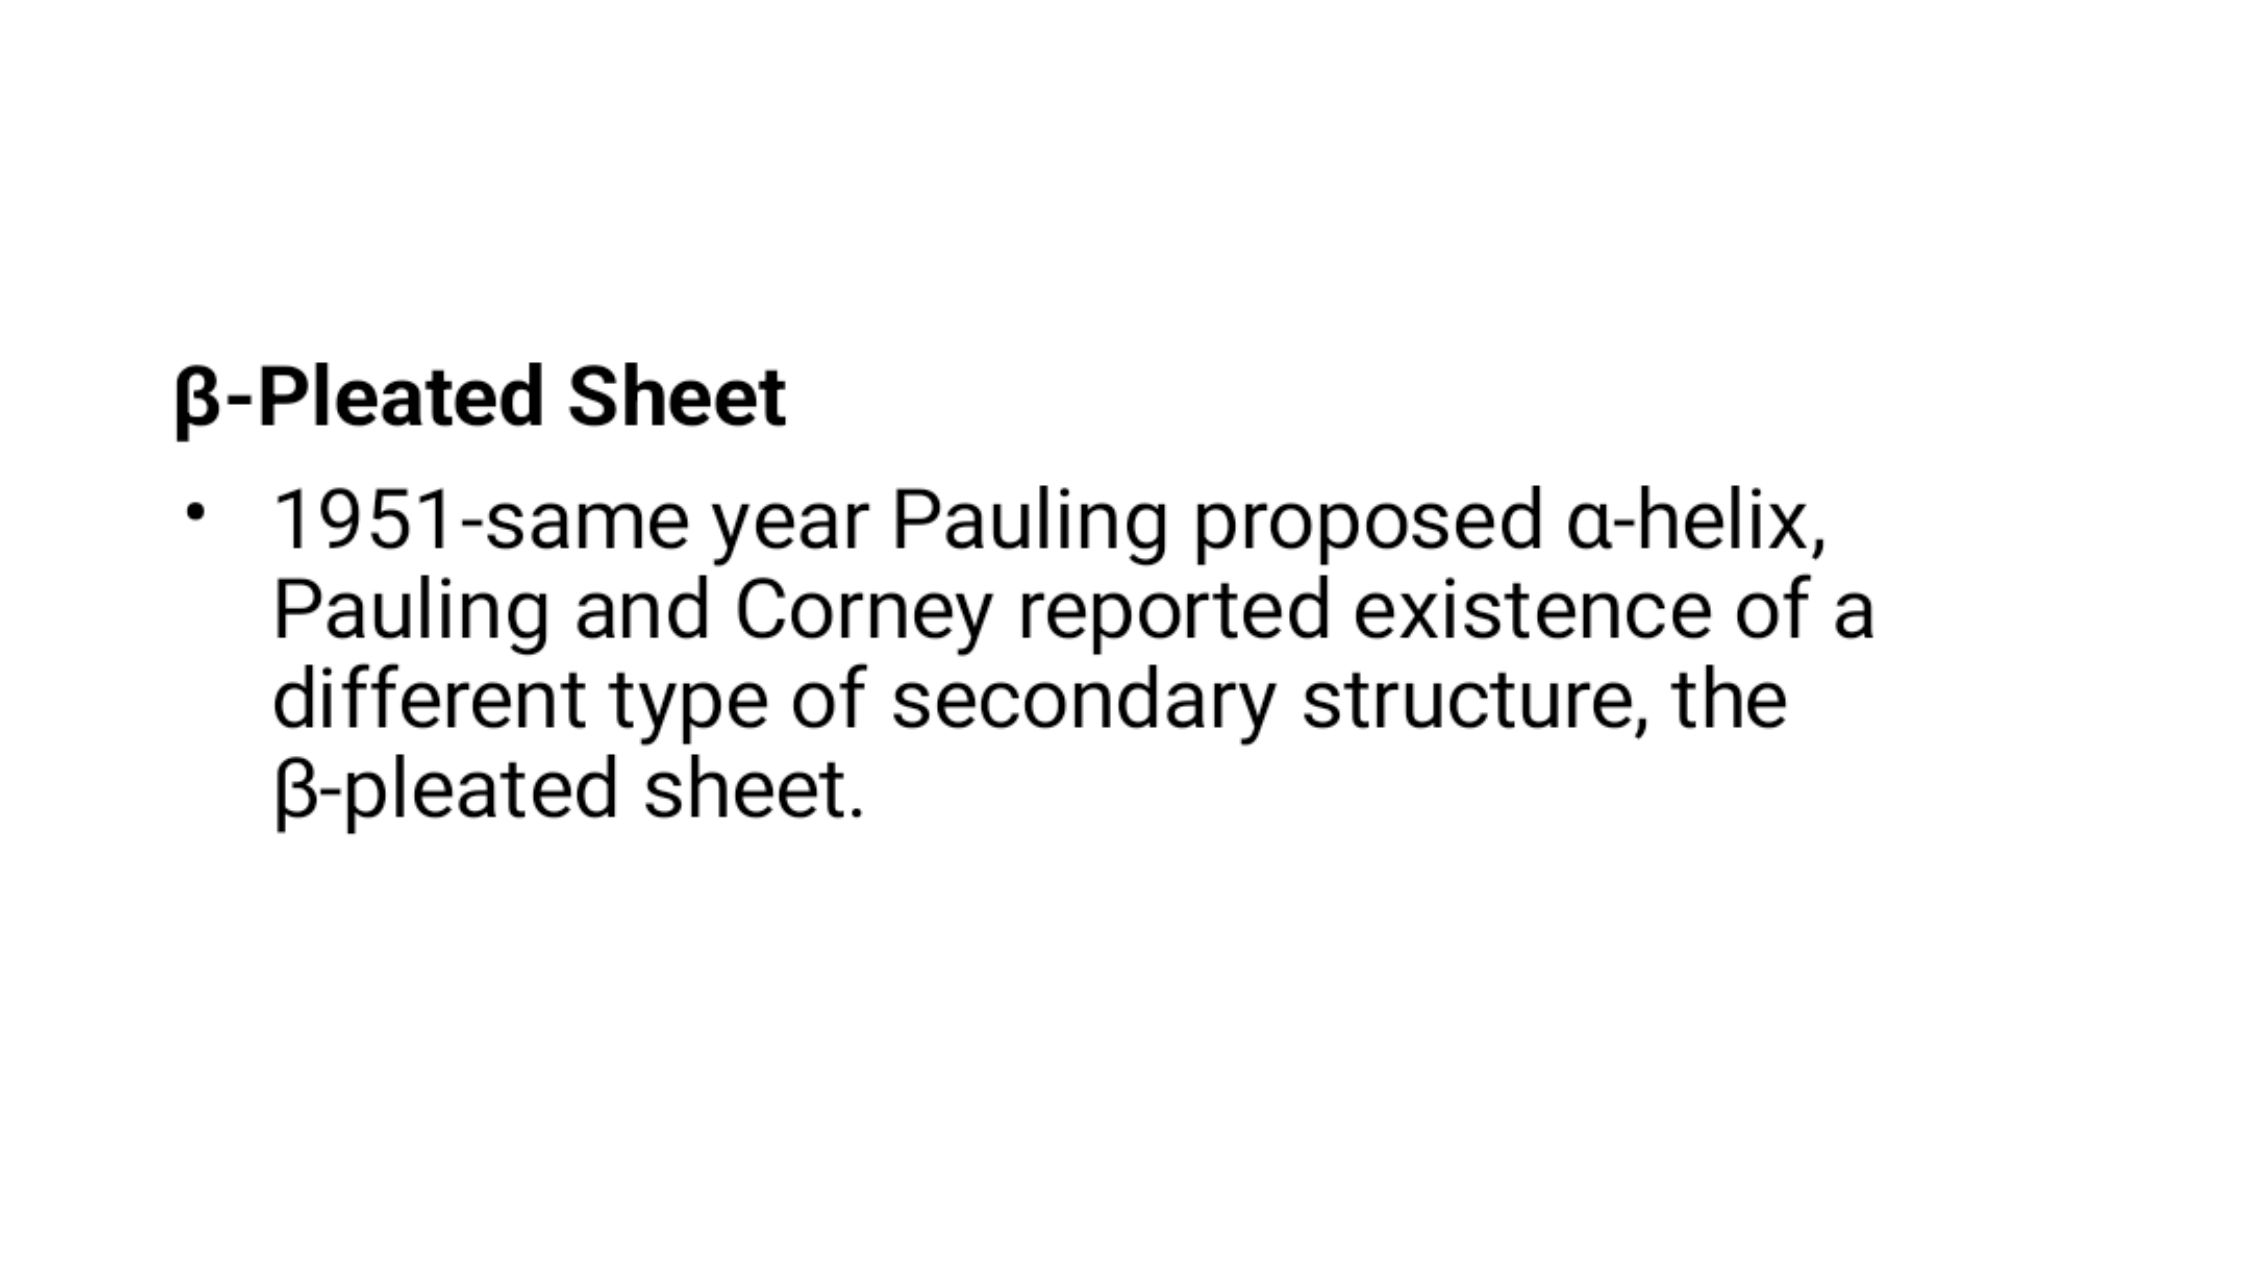 β-Pleated Sheet
• 1951-same year Pauling proposed α-helix,
Pauling and Corney reported existence of a
different type of secondary structure, the
β-pleated sheet.